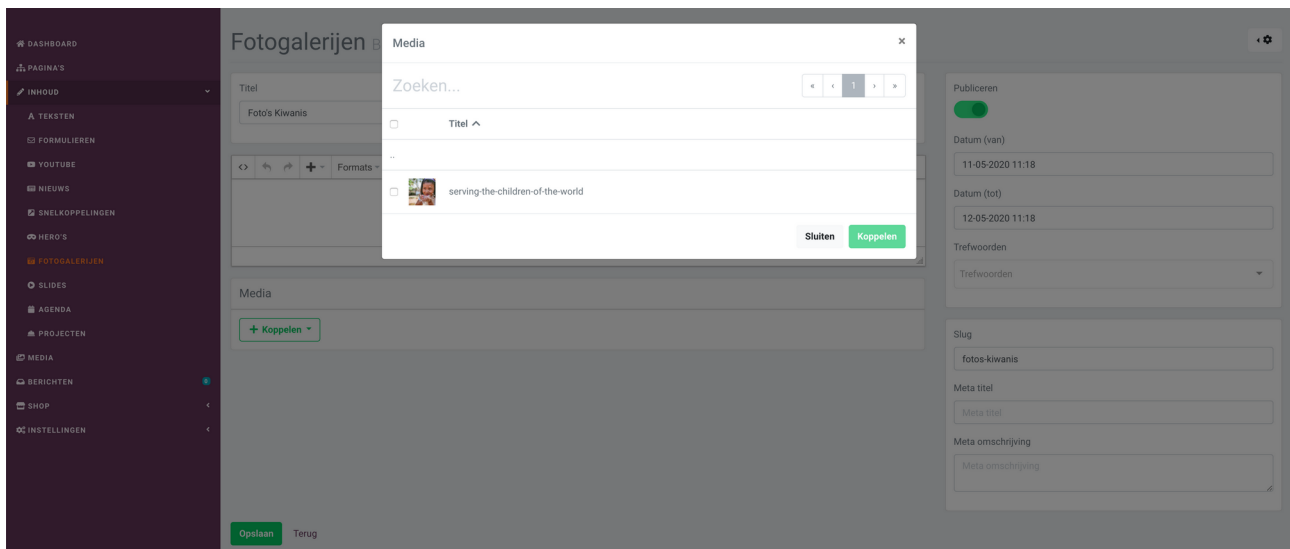 DASHBOARD
PAGINA'S
INHOUD
TEKSTEN
FORMULIEREN
YOUTUBE
NIEUWS
SNELKOPPELINGEN
HERO'S
FOTOGALERIJEN
SLIDES
AGENDA
PROJECTEN
MEDIA
BERICHTEN
SHOP
INSTELLINGEN
Fotogalerijen
Titel
Foto's Kiwanis
Formats
Media
+ Koppelen
Opslaan Terug
Media ×
Zoeken...
« ‹ 1 › »
Titel
..
serving-the-children-of-the-world
Sluiten Koppelen
Publiceren
Datum (van)
11-05-2020 11:18
Datum (tot)
12-05-2020 11:18
Trefwoorden
Trefwoorden
Slug
fotos-kiwanis
Meta titel
Meta titel
Meta omschrijving
Meta omschrijving